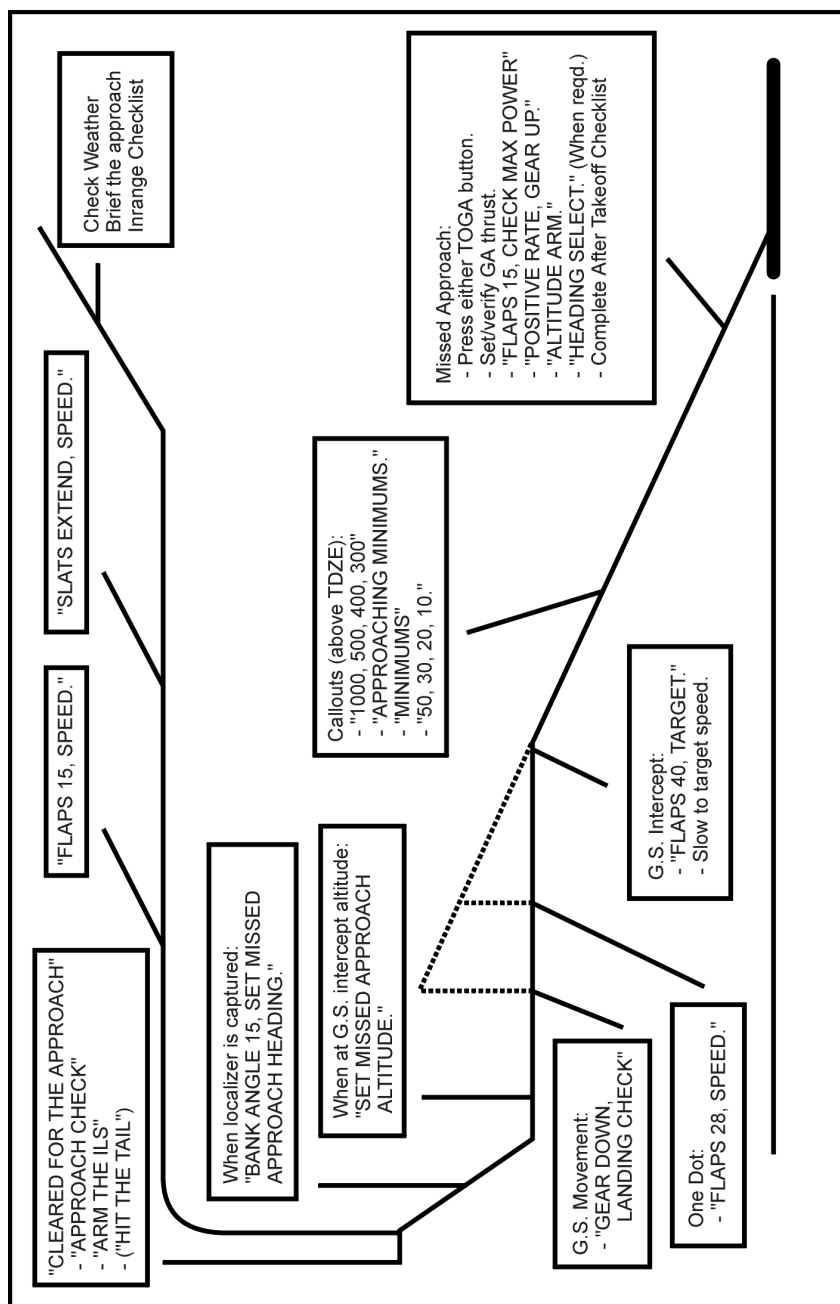 Check Weather
Brief the approach
Inrange Checklist
"SLATS EXTEND, SPEED."
"FLAPS 15, SPEED."
"CLEARED FOR THE APPROACH"
- "APPROACH CHECK"
- "ARM THE ILS"
- ("HIT THE TAIL")
When localizer is captured:
"BANK ANGLE 15, SET MISSED
APPROACH HEADING."
When at G.S. intercept altitude:
"SET MISSED APPROACH
ALTITUDE."
G.S. Movement:
- "GEAR DOWN,
LANDING CHECK"
One Dot:
- "FLAPS 28, SPEED."
G.S. Intercept:
- "FLAPS 40, TARGET."
- Slow to target speed.
Callouts (above TDZE):
- "1000, 500, 400, 300"
- "APPROACHING MINIMUMS."
- "MINIMUMS"
- "50, 30, 20, 10."
Missed Approach:
- Press either TOGA button.
- Set/verify GA thrust.
- "FLAPS 15, CHECK MAX POWER"
- "POSITIVE RATE, GEAR UP."
- "ALTITUDE ARM."
- "HEADING SELECT." (When reqd.)
- Complete After Takeoff Checklist